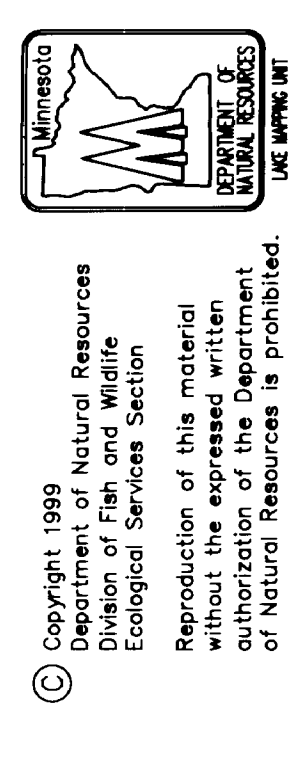 © Copyright 1999
Department of Natural Resources
Division of Fish and Wildlife
Ecological Services Section
Reproduction of this material
without the expressed written
authorization of the Department
of Natural Resources is prohibited.
Minnesota
DEPARTMENT OF
NATURAL RESOURCES
LAKE MAPPING UNIT